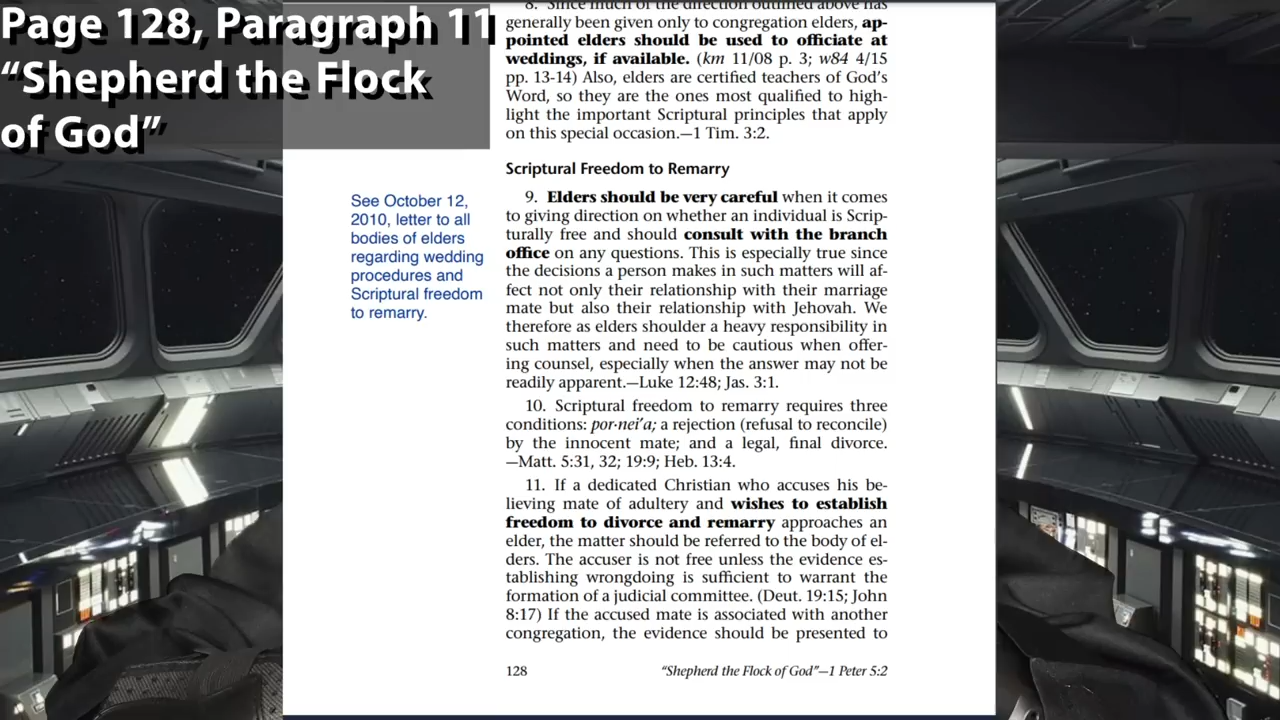 Page 128, Paragraph 11
“Shepherd the Flock
of God”
8. Since much of the direction outlined above has
generally been given only to congregation elders, ap-
pointed elders should be used to officiate at
weddings, if available. (km 11/08 p. 3; w84 4/15
pp. 13-14) Also, elders are certified teachers of God’s
Word, so they are the ones most qualified to high-
light the important Scriptural principles that apply
on this special occasion.—1 Tim. 3:2.
Scriptural Freedom to Remarry
See October 12,
2010, letter to all
bodies of elders
regarding wedding
procedures and
Scriptural freedom
to remarry.
9. Elders should be very careful when it comes
to giving direction on whether an individual is Scrip-
turally free and should consult with the branch
office on any questions. This is especially true since
the decisions a person makes in such matters will af-
fect not only their relationship with their marriage
mate but also their relationship with Jehovah. We
therefore as elders shoulder a heavy responsibility in
such matters and need to be cautious when offer-
ing counsel, especially when the answer may not be
readily apparent.—Luke 12:48; Jas. 3:1.
10. Scriptural freedom to remarry requires three
conditions: por·nei′a; a rejection (refusal to reconcile)
by the innocent mate; and a legal, final divorce.
—Matt. 5:31, 32; 19:9; Heb. 13:4.
11. If a dedicated Christian who accuses his be-
lieving mate of adultery and wishes to establish
freedom to divorce and remarry approaches an
elder, the matter should be referred to the body of el-
ders. The accuser is not free unless the evidence es-
tablishing wrongdoing is sufficient to warrant the
formation of a judicial committee. (Deut. 19:15; John
8:17) If the accused mate is associated with another
congregation, the evidence should be presented to
128
“Shepherd the Flock of God”—1 Peter 5:2